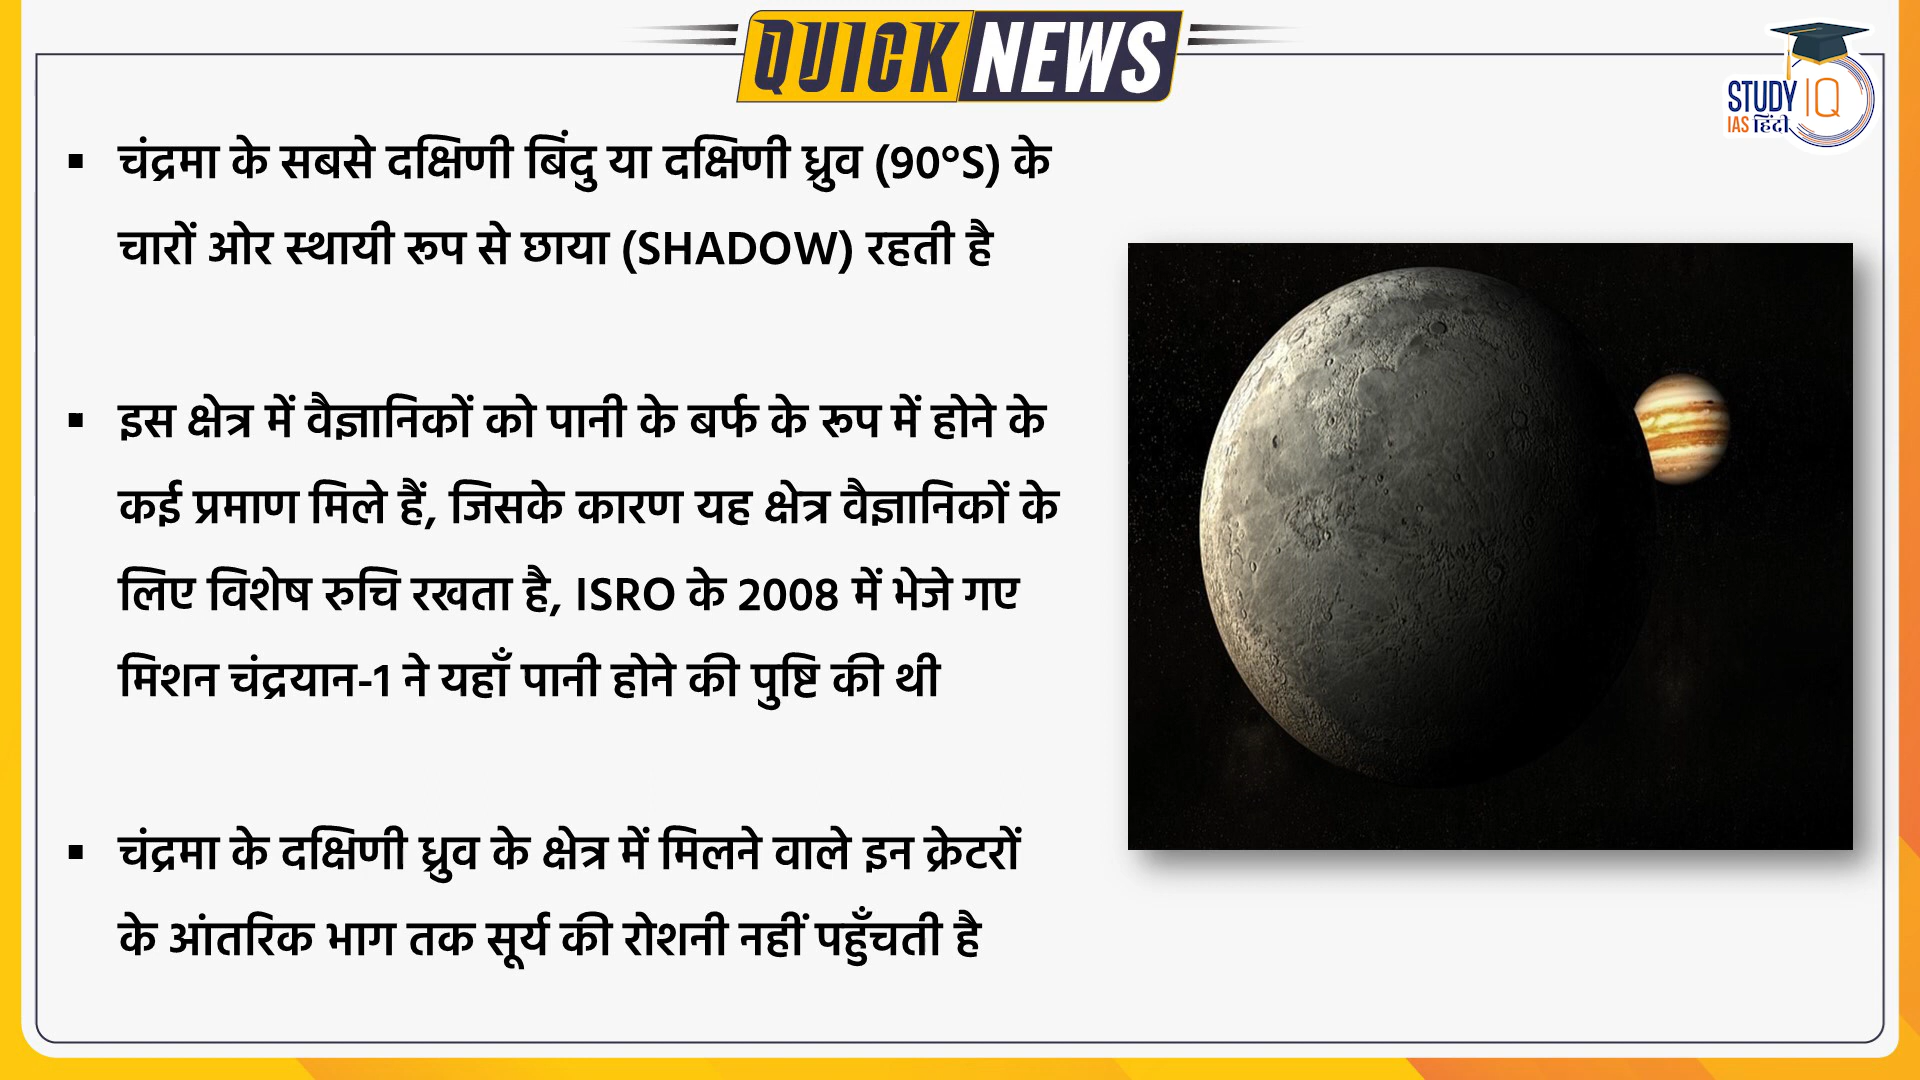 QUICK NEWS
STUDY IQ
IAS हिंदी
▪ चंद्रमा के सबसे दक्षिणी बिंदु या दक्षिणी ध्रुव (90°S) के
चारों ओर स्थायी रूप से छाया (SHADOW) रहती है
▪ इस क्षेत्र में वैज्ञानिकों को पानी के बर्फ के रूप में होने के
कई प्रमाण मिले हैं, जिसके कारण यह क्षेत्र वैज्ञानिकों के
लिए विशेष रुचि रखता है, ISRO के 2008 में भेजे गए
मिशन चंद्रयान-1 ने यहाँ पानी होने की पुष्टि की थी
▪ चंद्रमा के दक्षिणी ध्रुव के क्षेत्र में मिलने वाले इन क्रेटरों
के आंतरिक भाग तक सूर्य की रोशनी नहीं पहुँचती है